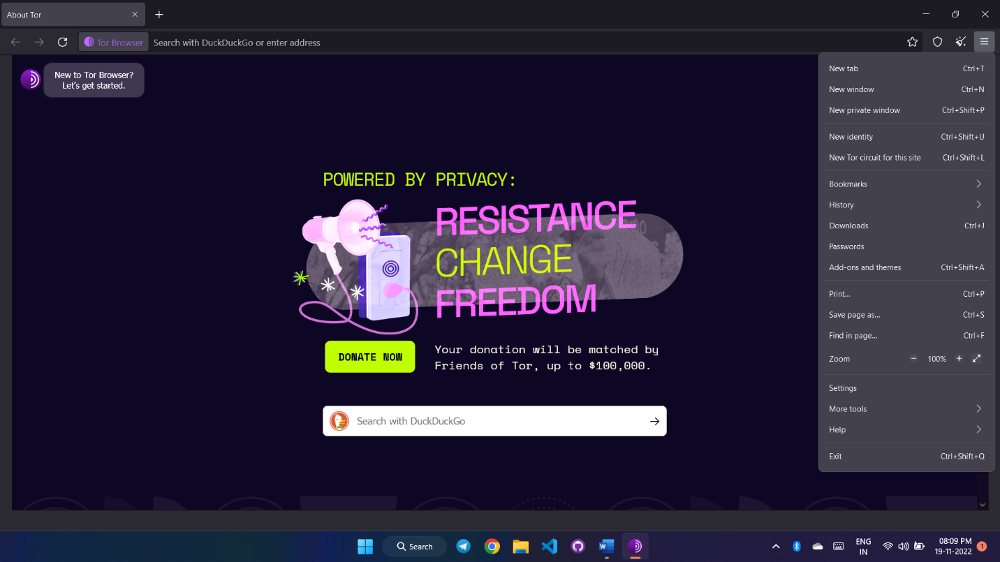 About Tor
Tor Browser
Search with DuckDuckGo or enter address
New to Tor Browser?
Let's get started.
POWERED BY PRIVACY:
RESISTANCE
CHANGE
FREEDOM
DONATE NOW
Your donation will be matched by
Friends of Tor, up to $100,000.
Search with DuckDuckGo
New tab Ctrl+T
New window Ctrl+N
New private window Ctrl+Shift+P
New identity Ctrl+Shift+U
New Tor circuit for this site Ctrl+Shift+L
Bookmarks
History
Downloads Ctrl+J
Passwords
Add-ons and themes Ctrl+Shift+A
Print... Ctrl+P
Save page as... Ctrl+S
Find in page... Ctrl+F
Zoom 100%
Settings
More tools
Help
Exit Ctrl+Shift+Q
Search
ENG
IN
08:09 PM
19-11-2022
1